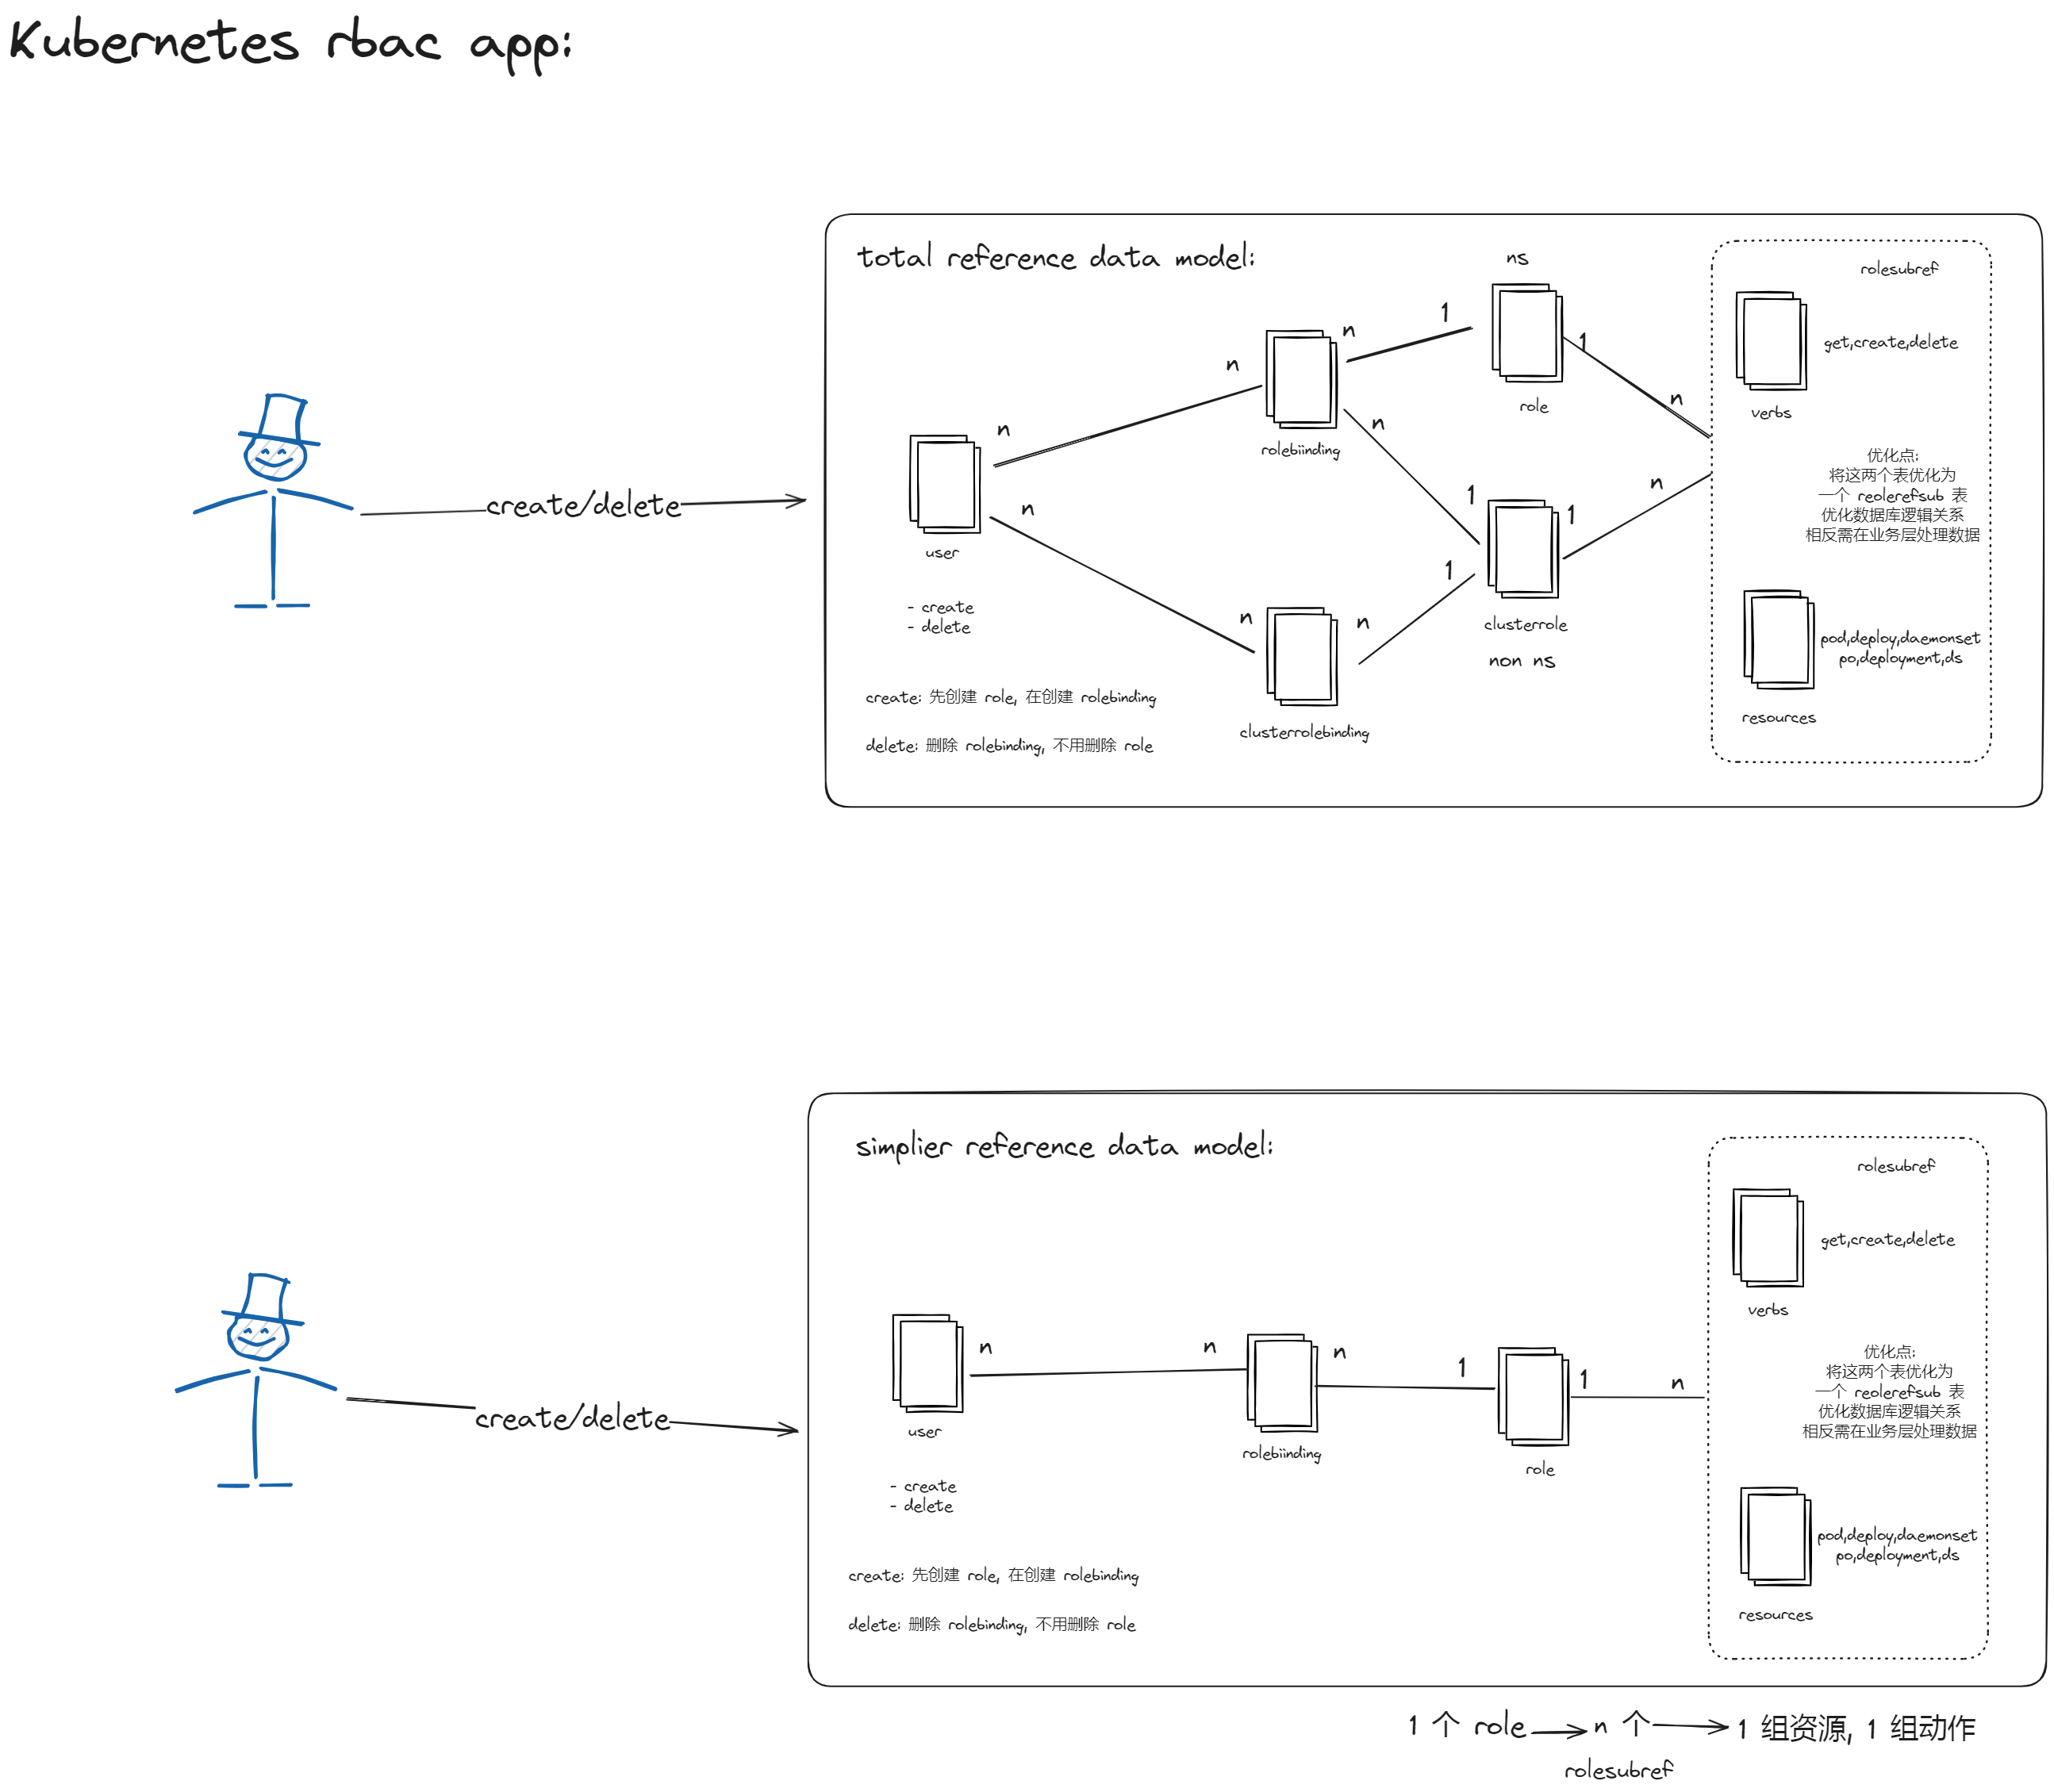 Kubernetes rbac app:
total reference data model:
ns
rolesubref
n
1
n
1
n
n
n
n
1
1
n
n
1
n
n
role
rolebiinding
user
get,create,delete
verbs
优化点:
将这两个表优化为
一个 reolerefsub 表
优化数据库逻辑关系
相反需在业务层处理数据
create/delete
- create
- delete
clusterrole
non ns
pod,deploy,daemonset
po,deployment,ds
resources
clusterrolebinding
create: 先创建 role, 在创建 rolebinding
delete: 删除 rolebinding, 不用删除 role
simplier reference data model:
rolesubref
get,create,delete
verbs
n
n
n
1
1
n
优化点:
将这两个表优化为
一个 reolerefsub 表
优化数据库逻辑关系
相反需在业务层处理数据
create/delete
user
rolebiinding
role
- create
- delete
pod,deploy,daemonset
po,deployment,ds
resources
create: 先创建 role, 在创建 rolebinding
delete: 删除 rolebinding, 不用删除 role
1 个 role
n 个
rolesubref
1 组资源, 1 组动作